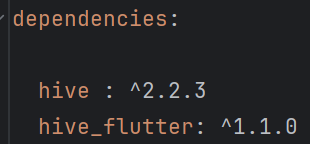 dependencies:
hive : ^2.2.3
hive_flutter: ^1.1.0